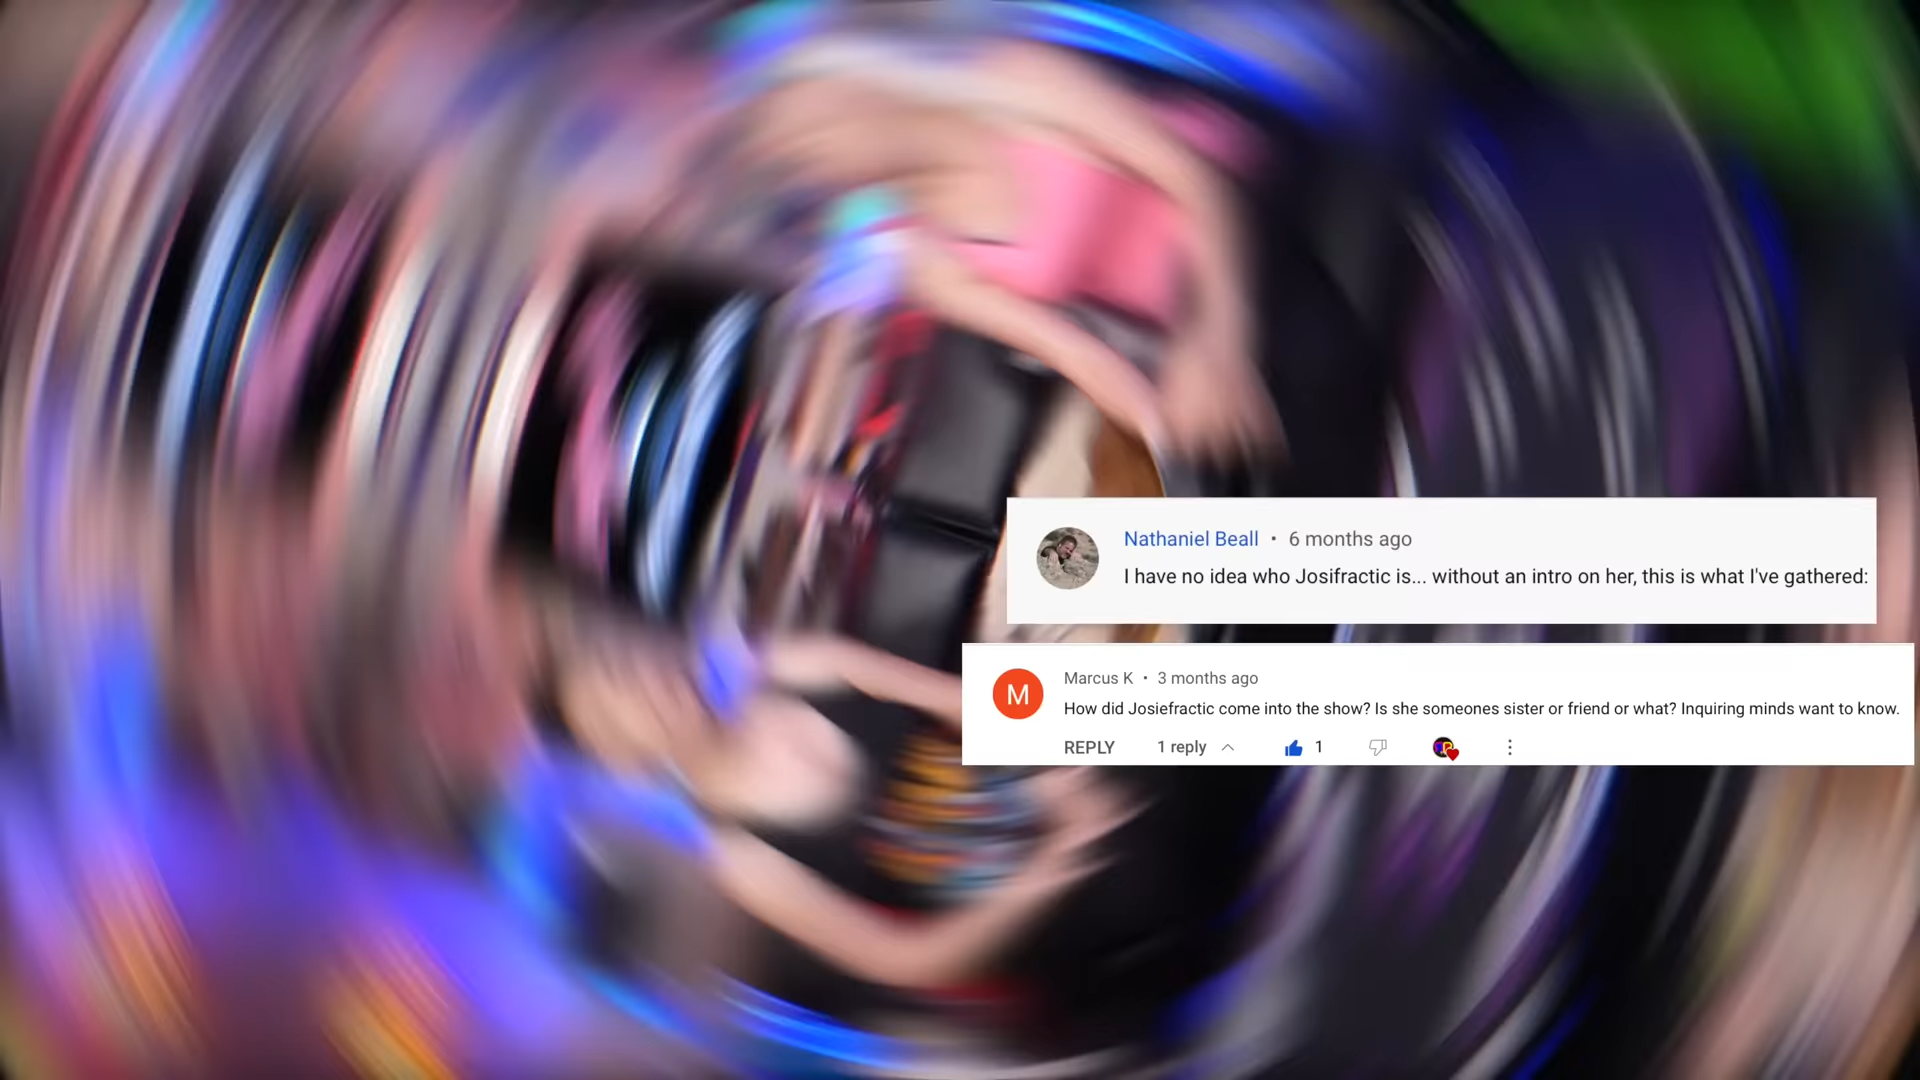 Nathaniel Beall • 6 months ago
I have no idea who Josifractic is... without an intro on her, this is what I've gathered:
M
Marcus K • 3 months ago
How did Josiefractic come into the show? Is she someones sister or friend or what? Inquiring minds want to know.
REPLY 1 reply 1